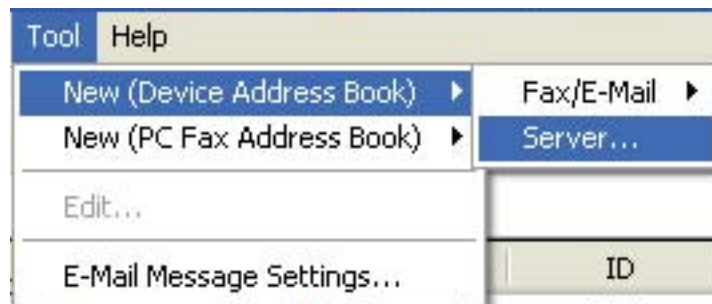 Tool Help
New (Device Address Book) Fax/E-Mail
New (PC Fax Address Book) Server...
Edit...
E-Mail Message Settings... ID